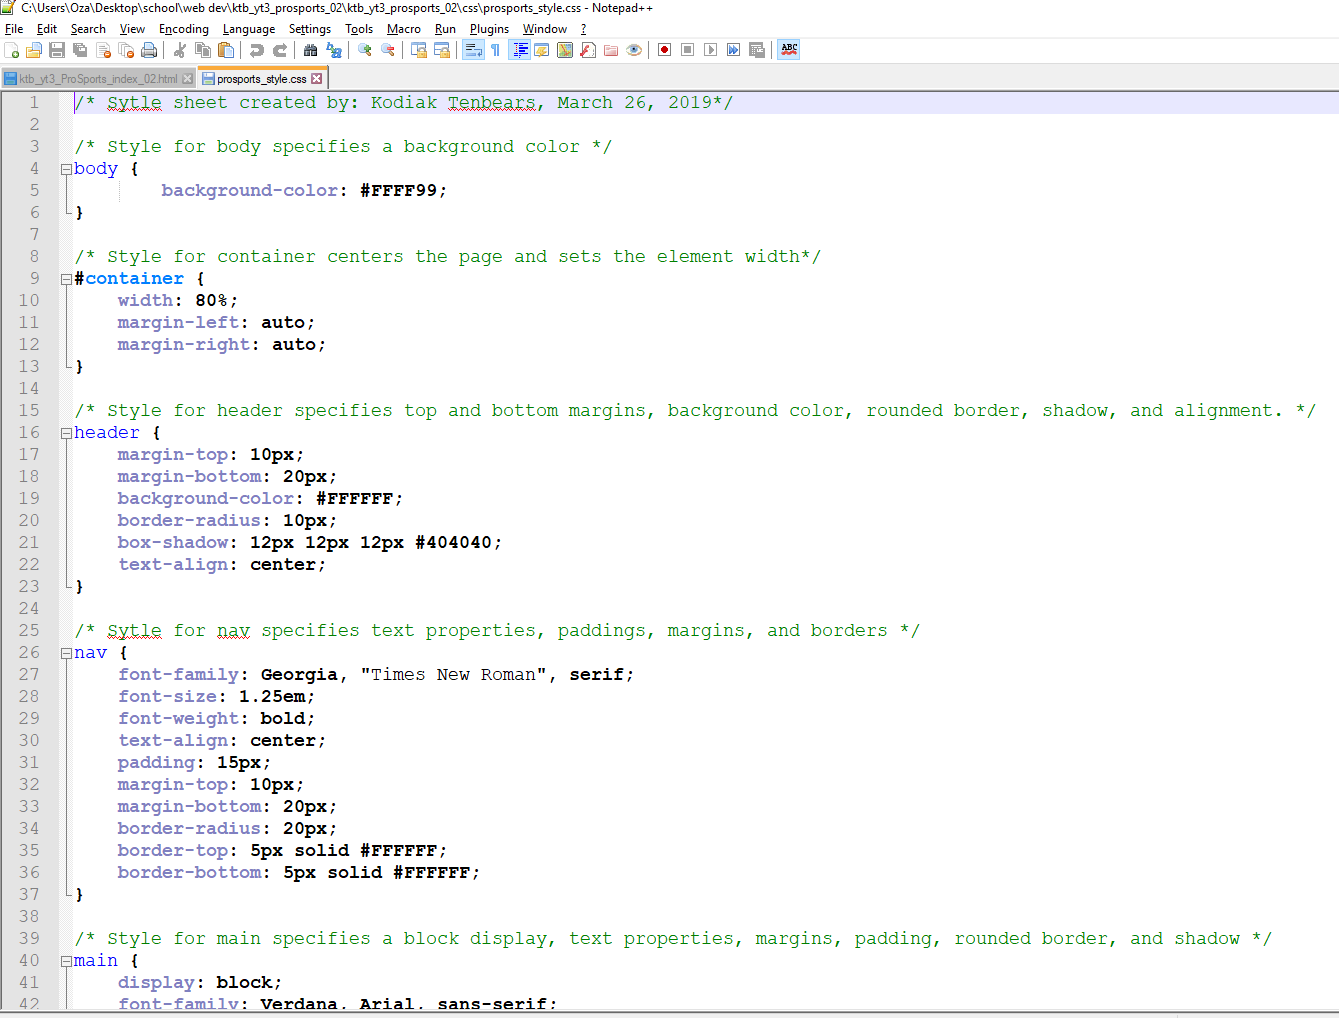 C:\Users\Oza\Desktop\school\web dev\ktb_yt3_prosports_02\ktb_yt3_prosports_02\css\prosports_style.css - Notepad++
File Edit Search View Encoding Language Settings Tools Macro Run Plugins Window ?
ABC
ktb_yt3_ProSports_index_02.html prosports_style.css
1 /* Sytle sheet created by: Kodiak Tenbears, March 26, 2019*/
2
3 /* Style for body specifies a background color */
4 body {
5 background-color: #FFFF99;
6 }
7
8 /* Style for container centers the page and sets the element width*/
9 #container {
10 width: 80%;
11 margin-left: auto;
12 margin-right: auto;
13 }
14
15 /* Style for header specifies top and bottom margins, background color, rounded border, shadow, and alignment. */
16 header {
17 margin-top: 10px;
18 margin-bottom: 20px;
19 background-color: #FFFFFF;
20 border-radius: 10px;
21 box-shadow: 12px 12px 12px #404040;
22 text-align: center;
23 }
24
25 /* Sytle for nav specifies text properties, paddings, margins, and borders */
26 nav {
27 font-family: Georgia, "Times New Roman", serif;
28 font-size: 1.25em;
29 font-weight: bold;
30 text-align: center;
31 padding: 15px;
32 margin-top: 10px;
33 margin-bottom: 20px;
34 border-radius: 20px;
35 border-top: 5px solid #FFFFFF;
36 border-bottom: 5px solid #FFFFFF;
37 }
38
39 /* Style for main specifies a block display, text properties, margins, padding, rounded border, and shadow */
40 main {
41 display: block;
42 font-family: Verdana, Arial, sans-serif;